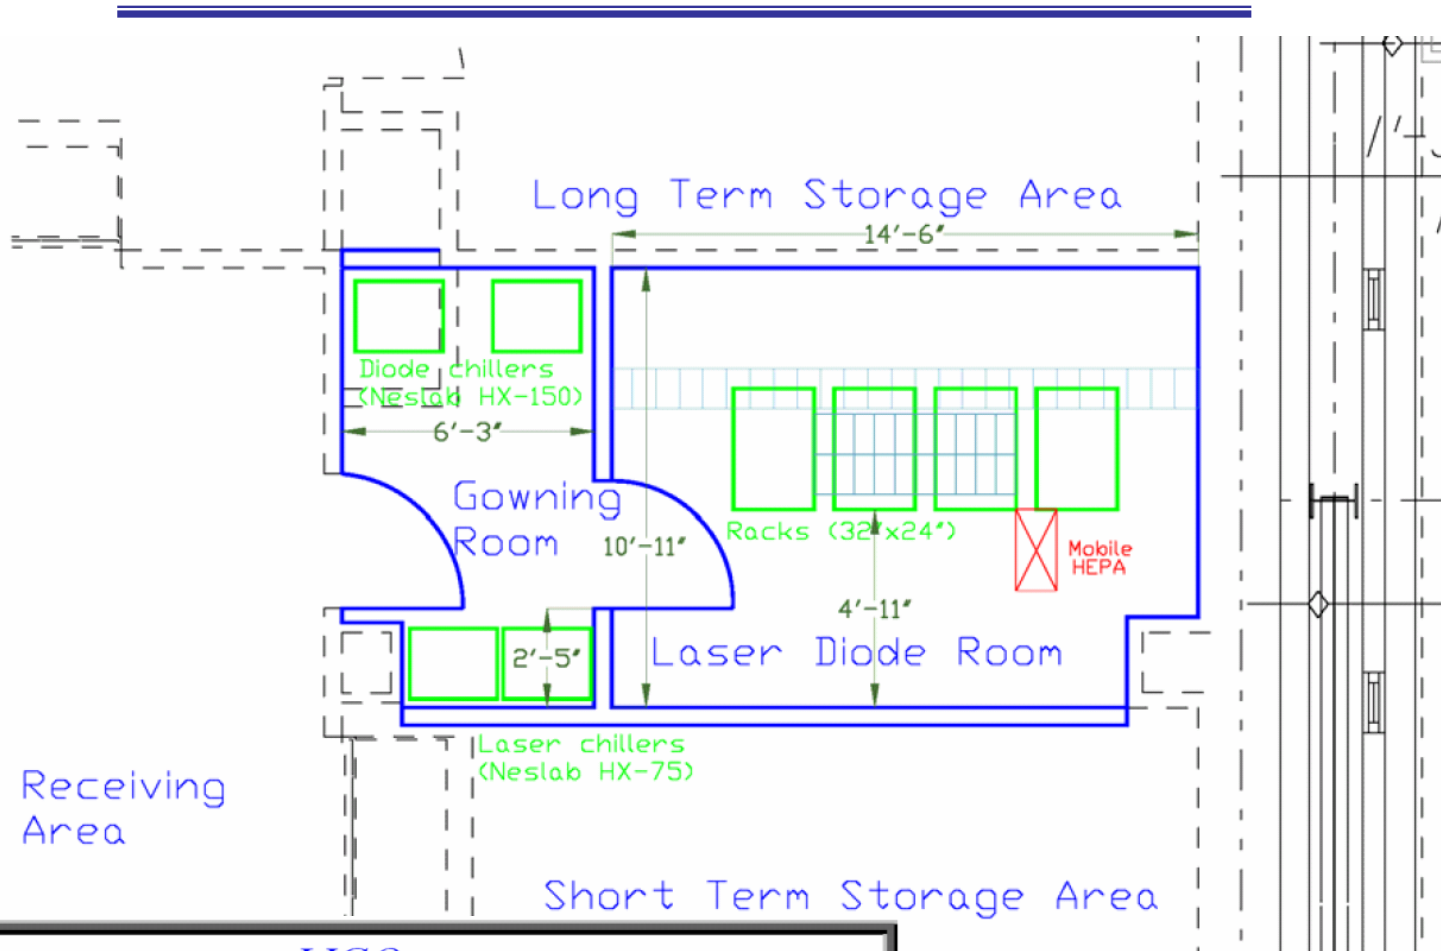 Long Term Storage Area
14'-6"
Diode chillers
(Neslab HX-150)
6'-3"
Gowning
Room
10'-11"
Racks (32"x24")
Mobile
HEPA
4'-11"
2'-5"
Laser Diode Room
Laser chillers
(Neslab HX-75)
Receiving
Area
Short Term Storage Area